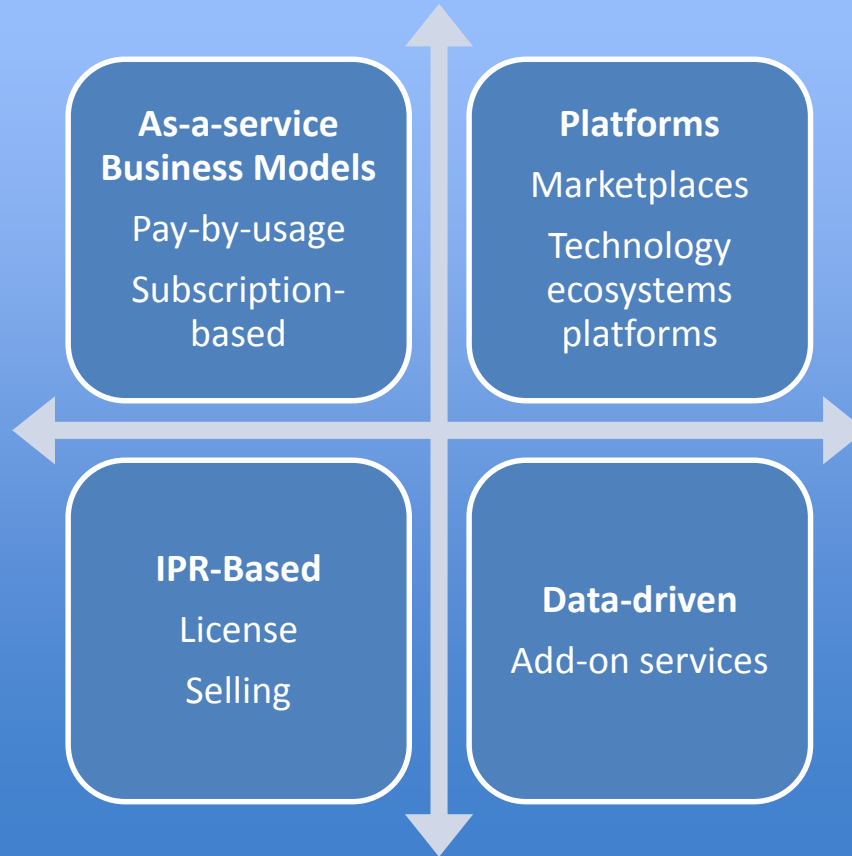 As-a-service
Business Models
Pay-by-usage
Subscription-
based
Platforms
Marketplaces
Technology
ecosystems
platforms
IPR-Based
License
Selling
Data-driven
Add-on services